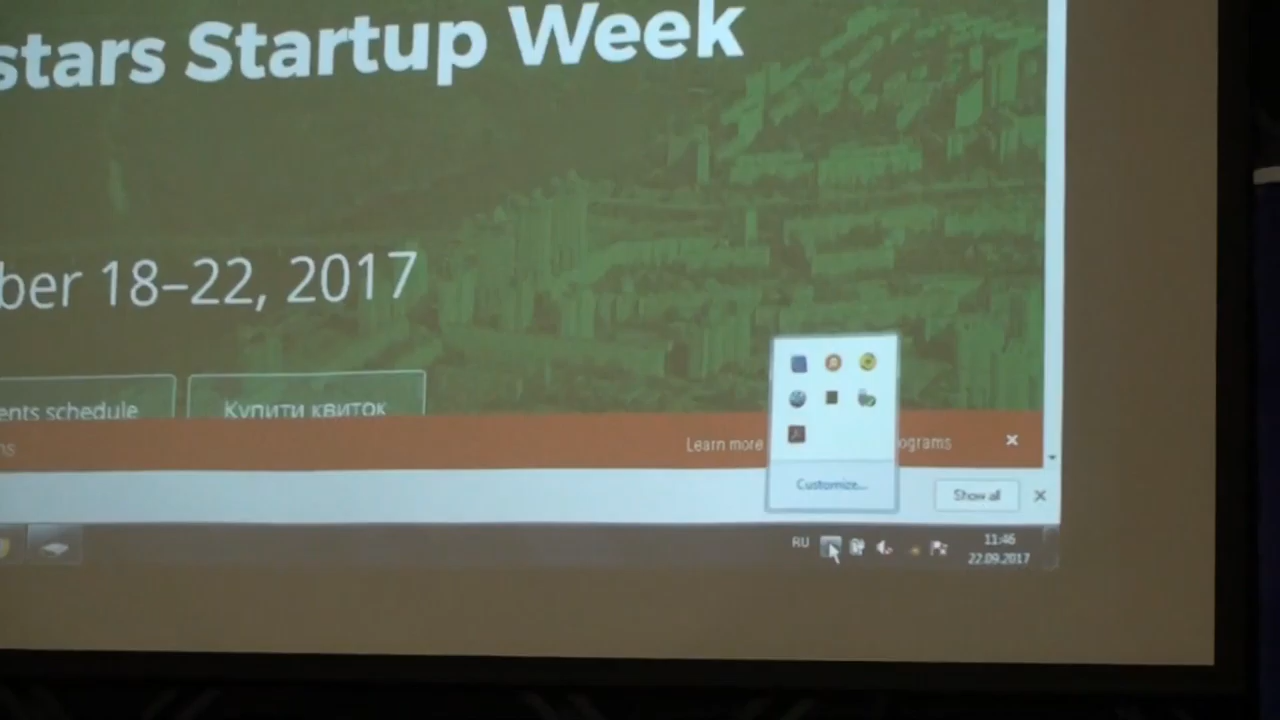 stars Startup Week
ber 18–22, 2017
ents schedule
Купити квиток
ns
Learn more
ograms
Customize...
Show all
RU
11:46
22.09.2017